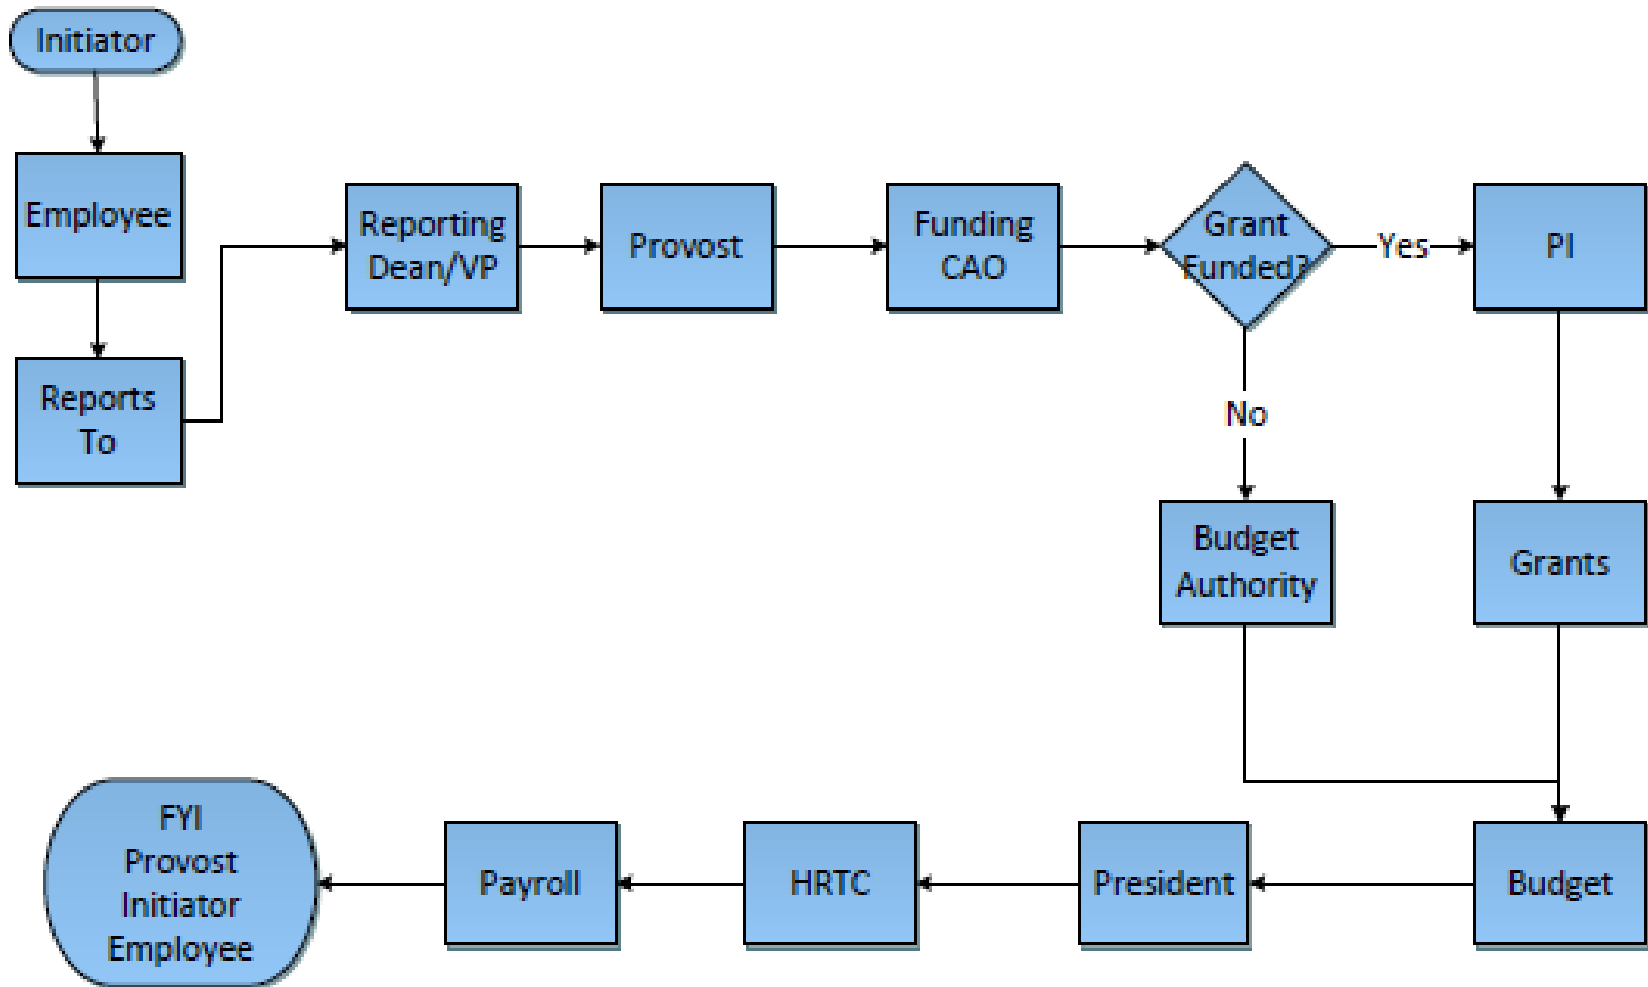 Initiator
Employee
Reports
To
Reporting
Dean/VP
Provost
Funding
CAO
Grant
Funded?
Yes
PI
No
Budget
Authority
Grants
Budget
President
HRTC
Payroll
FYI
Provost
Initiator
Employee